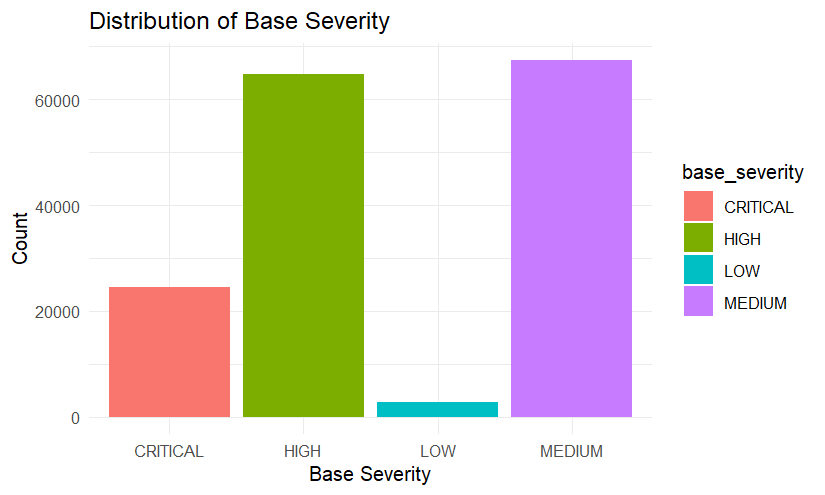 Distribution of Base Severity
Count
60000
40000
20000
0
CRITICAL HIGH LOW MEDIUM
Base Severity
base_severity
CRITICAL
HIGH
LOW
MEDIUM